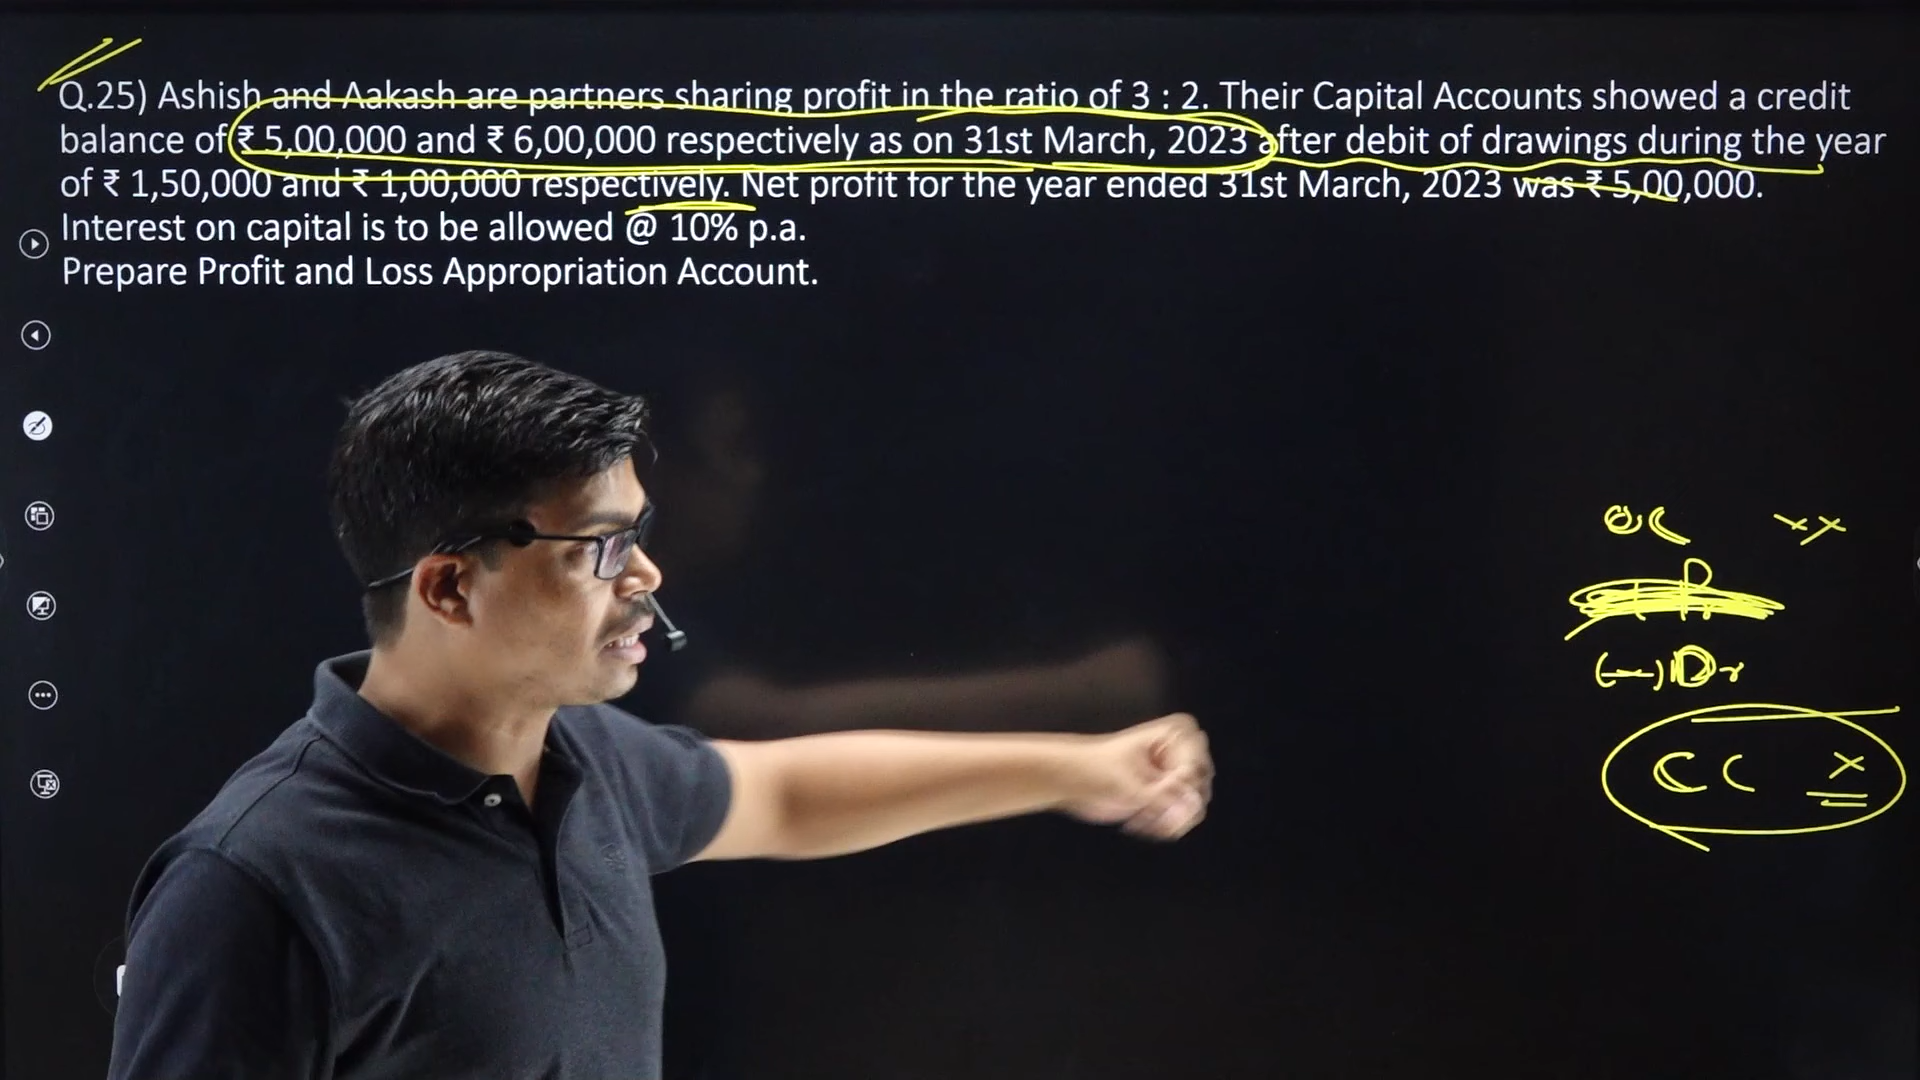 Q.25) Ashish and Aakash are partners sharing profit in the ratio of 3 : 2. Their Capital Accounts showed a credit
balance of ₹ 5,00,000 and ₹ 6,00,000 respectively as on 31st March, 2023 after debit of drawings during the year
of ₹ 1,50,000 and ₹ 1,00,000 respectively. Net profit for the year ended 31st March, 2023 was ₹ 5,00,000.
Interest on capital is to be allowed @ 10% p.a.
Prepare Profit and Loss Appropriation Account.
OC xx
(-) Dr
CC x